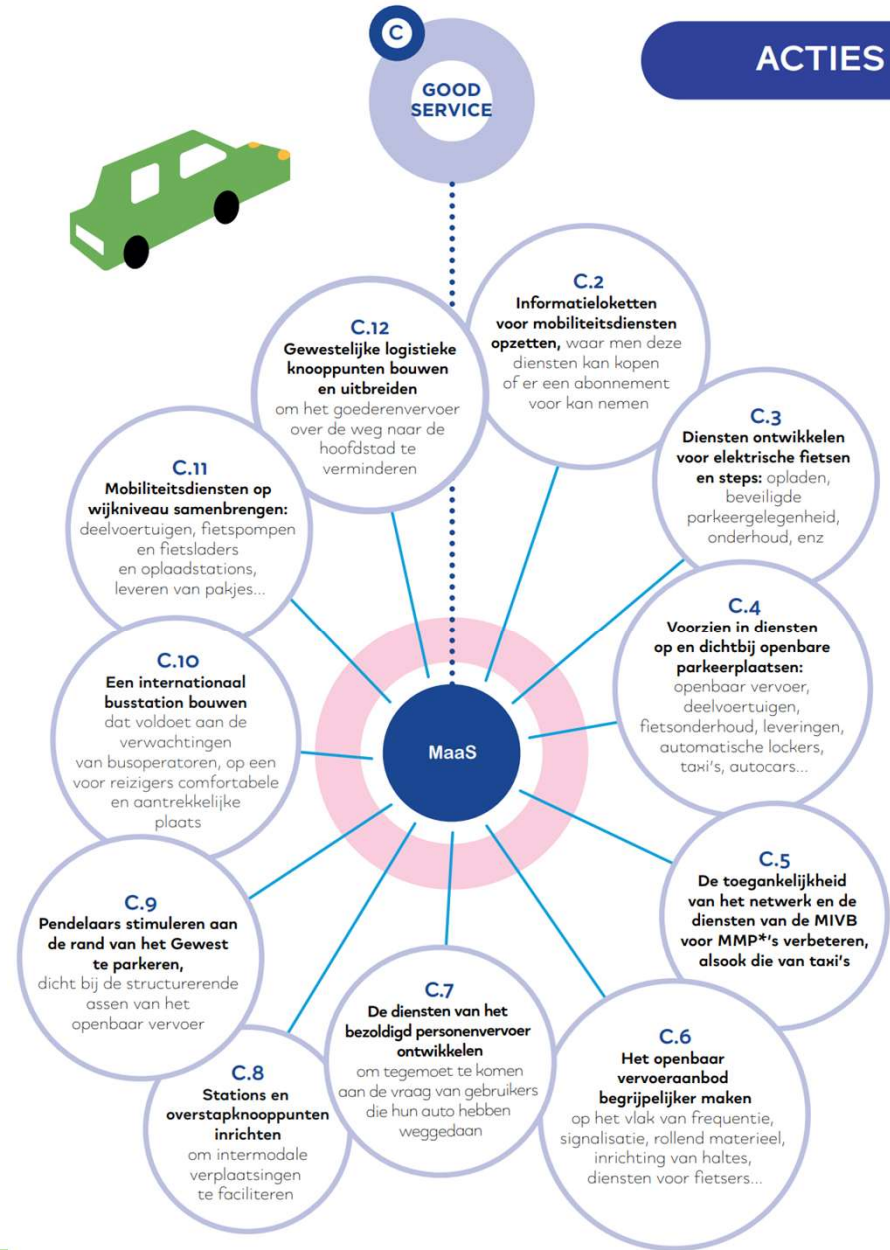 C
GOOD
SERVICE
ACTIES
C.2
Informatieloketten
voor mobiliteitsdiensten
opzetten, waar men deze
diensten kan kopen
of er een abonnement
voor kan nemen
C.3
Diensten ontwikkelen
voor elektrische fietsen
en steps: opladen,
beveiligde
parkeergelegenheid,
onderhoud, enz
C.4
Voorzien in diensten
op en dichtbij openbare
parkeerplaatsen:
openbaar vervoer,
deelvoertuigen,
fietsonderhoud, leveringen,
automatische lockers,
taxi's, autocars...
C.5
De toegankelijkheid
van het netwerk en de
diensten van de MIVB
voor MMP*'s verbeteren,
alsook die van taxi's
C.6
Het openbaar
vervoeraanbod
begrijpelijker maken
op het vlak van frequentie,
signalisatie, rollend materieel,
inrichting van haltes,
diensten voor fietsers...
C.7
De diensten van het
bezoldigd personenvervoer
ontwikkelen
om tegemoet te komen
aan de vraag van gebruikers
die hun auto hebben
weggedaan
C.8
Stations en
overstapknooppunten
inrichten
om intermodale
verplaatsingen
te faciliteren
C.9
Pendelaars stimuleren aan
de rand van het Gewest
te parkeren,
dicht bij de structurerende
assen van het
openbaar vervoer
C.10
Een internationaal
busstation bouwen
dat voldoet aan de
verwachtingen
van busoperatoren, op een
voor reizigers comfortabele
en aantrekkelijke
plaats
C.11
Mobiliteitsdiensten op
wijkniveau samenbrengen:
deelvoertuigen, fietspompen
en fietsladers
en oplaadstations,
leveren van pakjes...
C.12
Gewestelijke logistieke
knooppunten bouwen
en uitbreiden
om het goederenvervoer
over de weg naar de
hoofdstad te
verminderen
MaaS